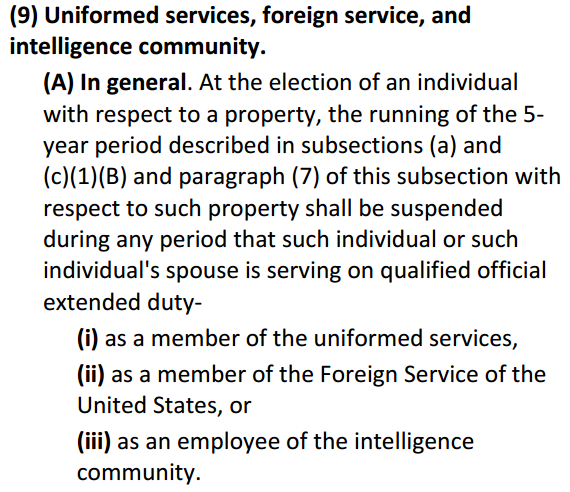 (9) Uniformed services, foreign service, and
intelligence community.
(A) In general. At the election of an individual
with respect to a property, the running of the 5-
year period described in subsections (a) and
(c)(1)(B) and paragraph (7) of this subsection with
respect to such property shall be suspended
during any period that such individual or such
individual's spouse is serving on qualified official
extended duty-
(i) as a member of the uniformed services,
(ii) as a member of the Foreign Service of the
United States, or
(iii) as an employee of the intelligence
community.